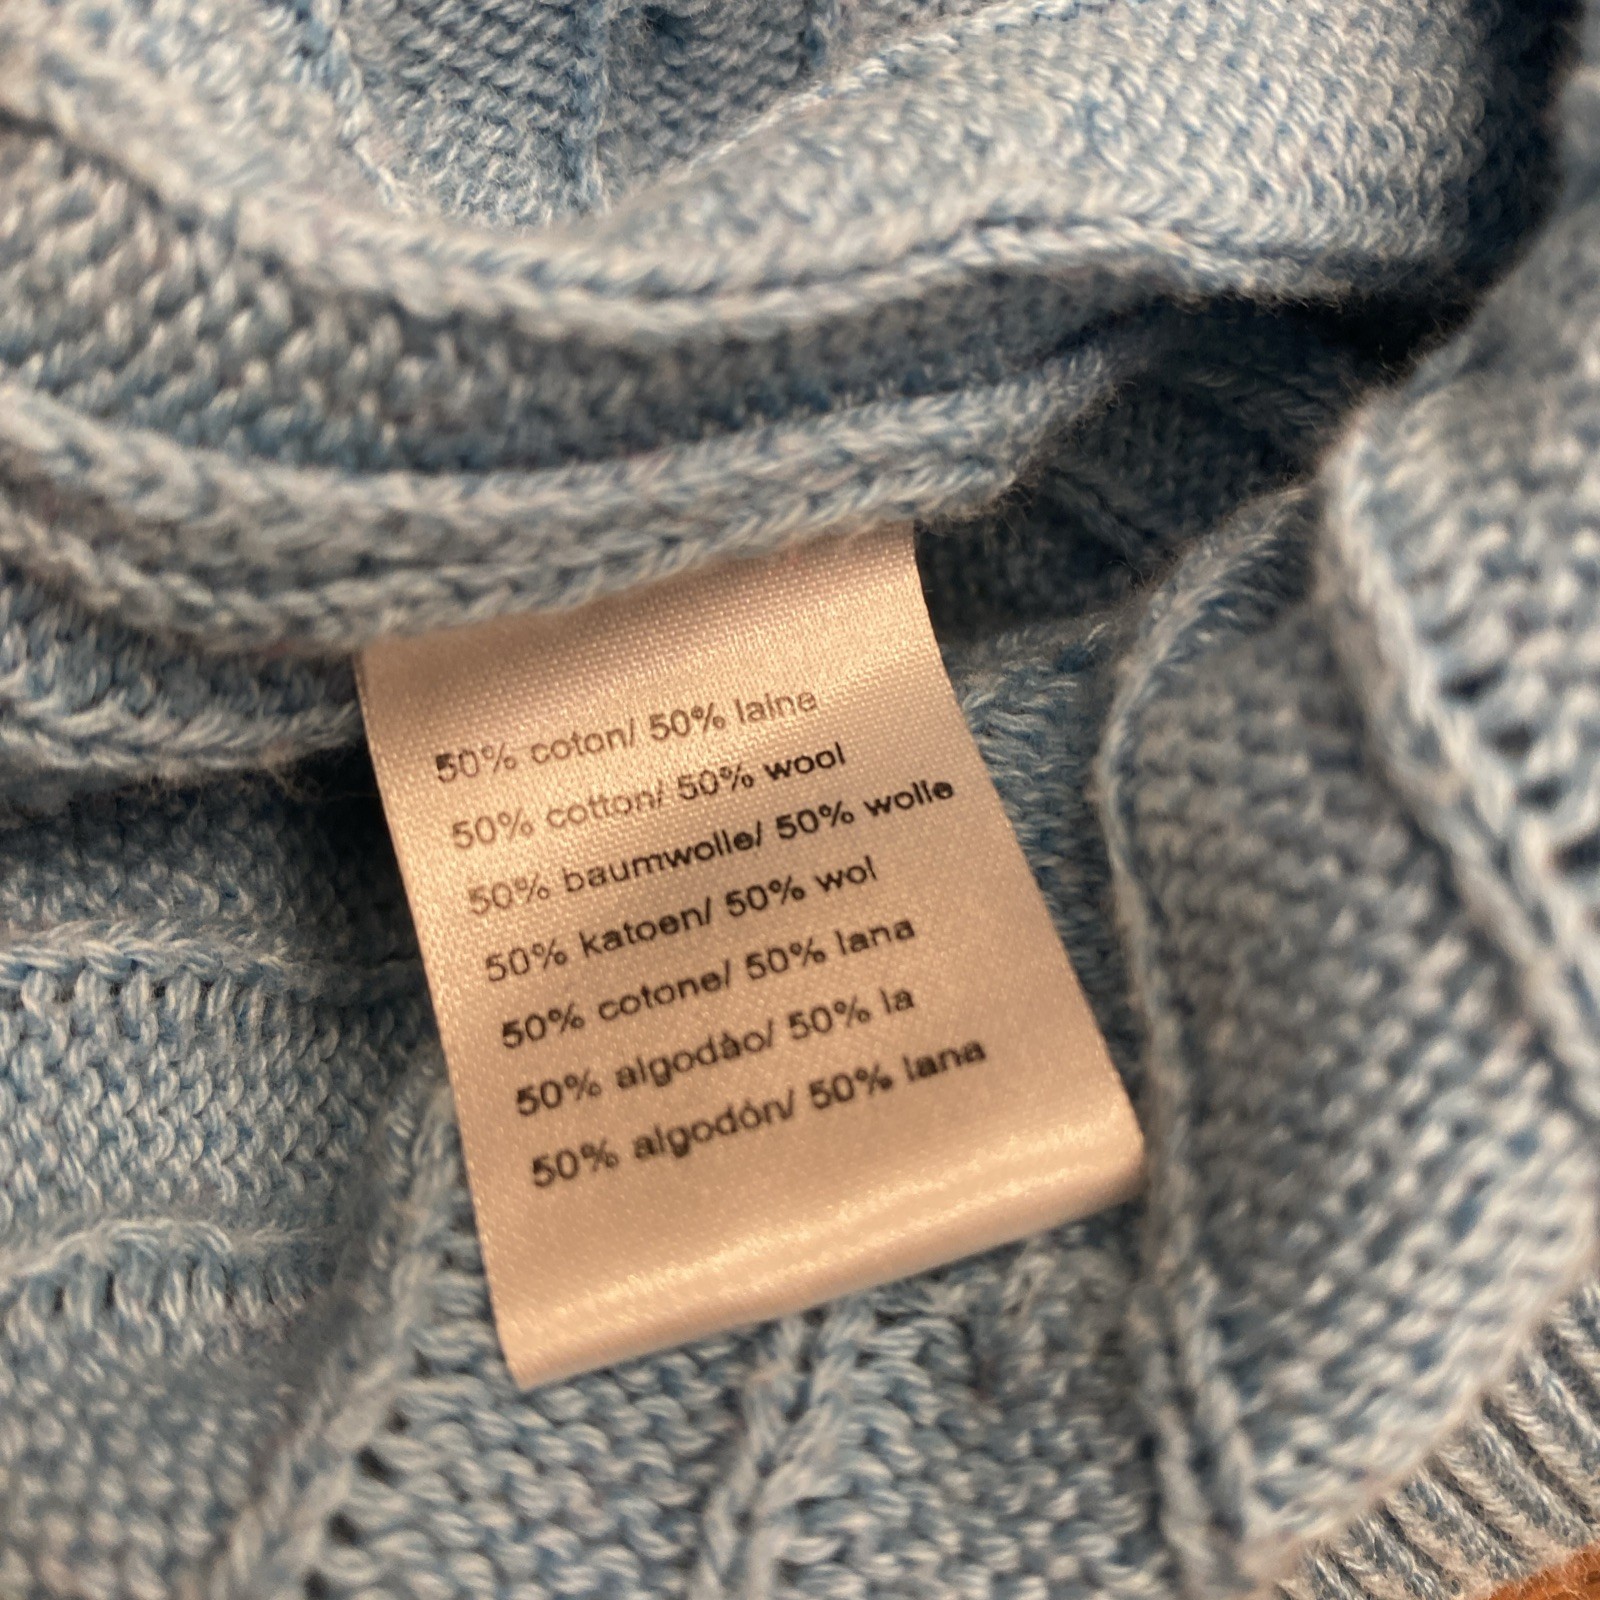 50% coton/ 50% laine
50% cotton/ 50% wool
50% baumwolle/ 50% wolle
50% katoen/ 50% wol
50% cotone/ 50% lana
50% algodão/ 50% la
50% algodón/ 50% lana